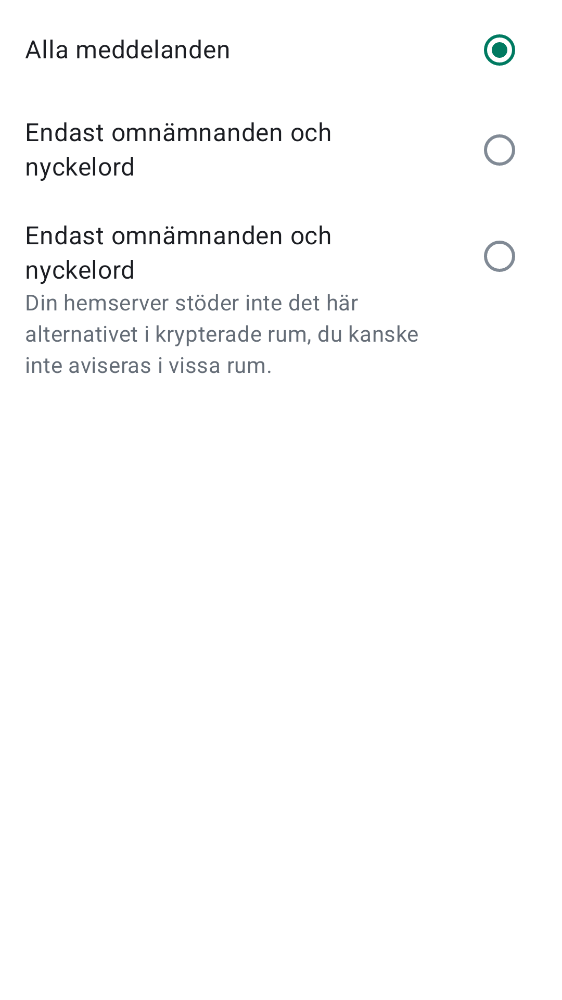 Alla meddelanden
Endast omnämnanden och
nyckelord
Endast omnämnanden och
nyckelord
Din hemserver stöder inte det här
alternativet i krypterade rum, du kanske
inte aviseras i vissa rum.